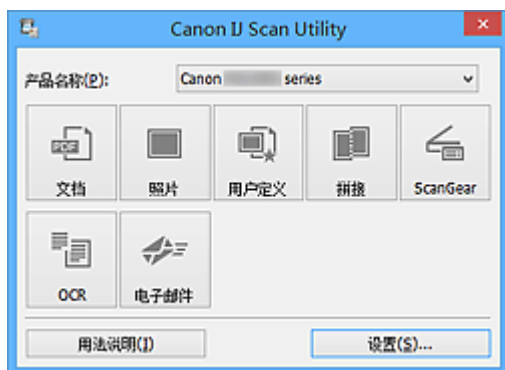 Canon IJ Scan Utility
产品名称(P): Canon series
PDF
文档 照片 用户定义 拼接 ScanGear
OCR 电子邮件
用法说明(I) 设置(S)...